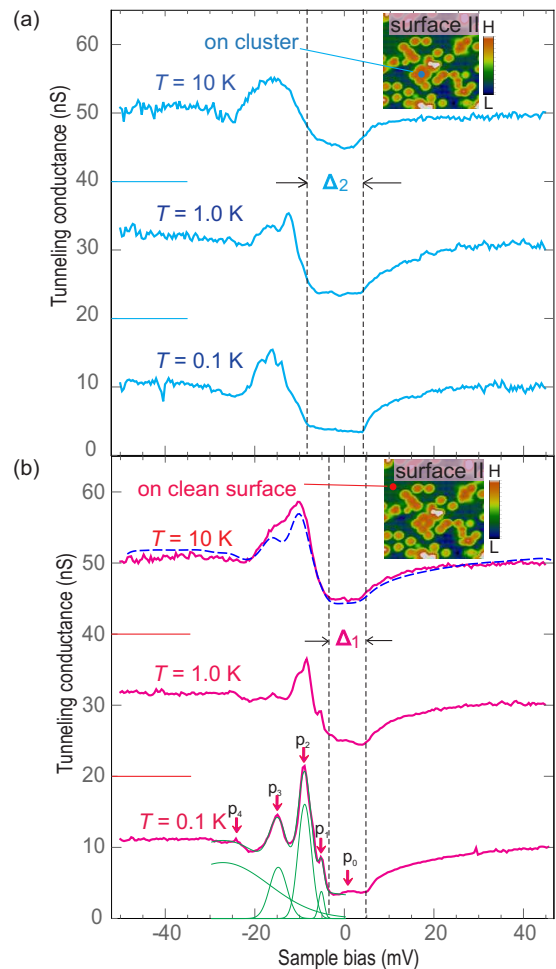 (a)
60
50
40
30
20
10
0
Tunneling conductance (nS)
on cluster
surface II
H
L
T = 10 K
Δ2
T = 1.0 K
T = 0.1 K
(b)
60
50
40
30
20
10
0
Tunneling conductance (nS)
on clean surface
surface II
H
L
T = 10 K
Δ1
T = 1.0 K
p4
p3
p2
p0
T = 0.1 K
-40
-20
0
20
40
Sample bias (mV)